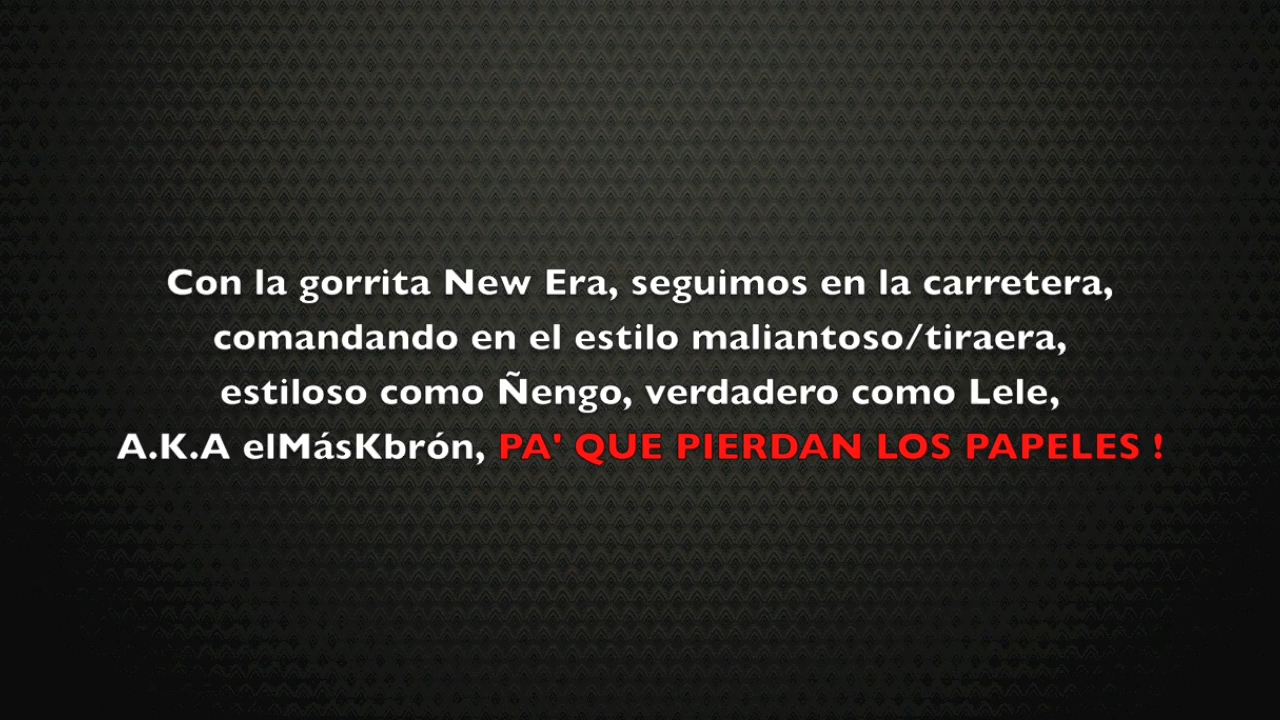 Con la gorrita New Era, seguimos en la carretera,
comandando en el estilo maliantoso/tiraera,
estiloso como Ñengo, verdadero como Lele,
A.K.A elMásKbrón, PA' QUE PIERDAN LOS PAPELES !